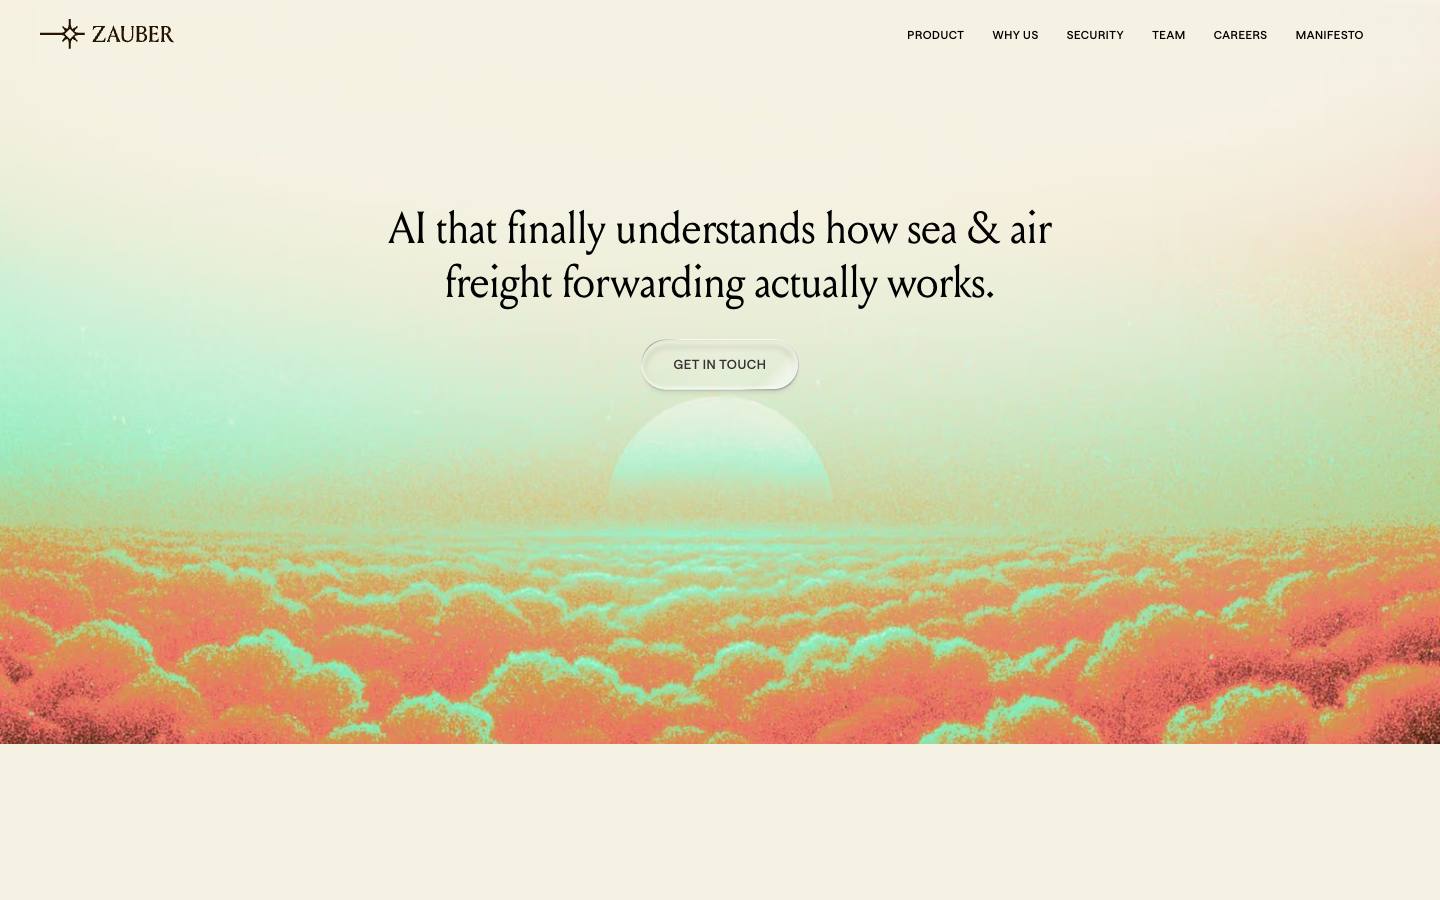 ZAUBER
PRODUCT WHY US SECURITY TEAM CAREERS MANIFESTO
AI that finally understands how sea & air
freight forwarding actually works.
GET IN TOUCH